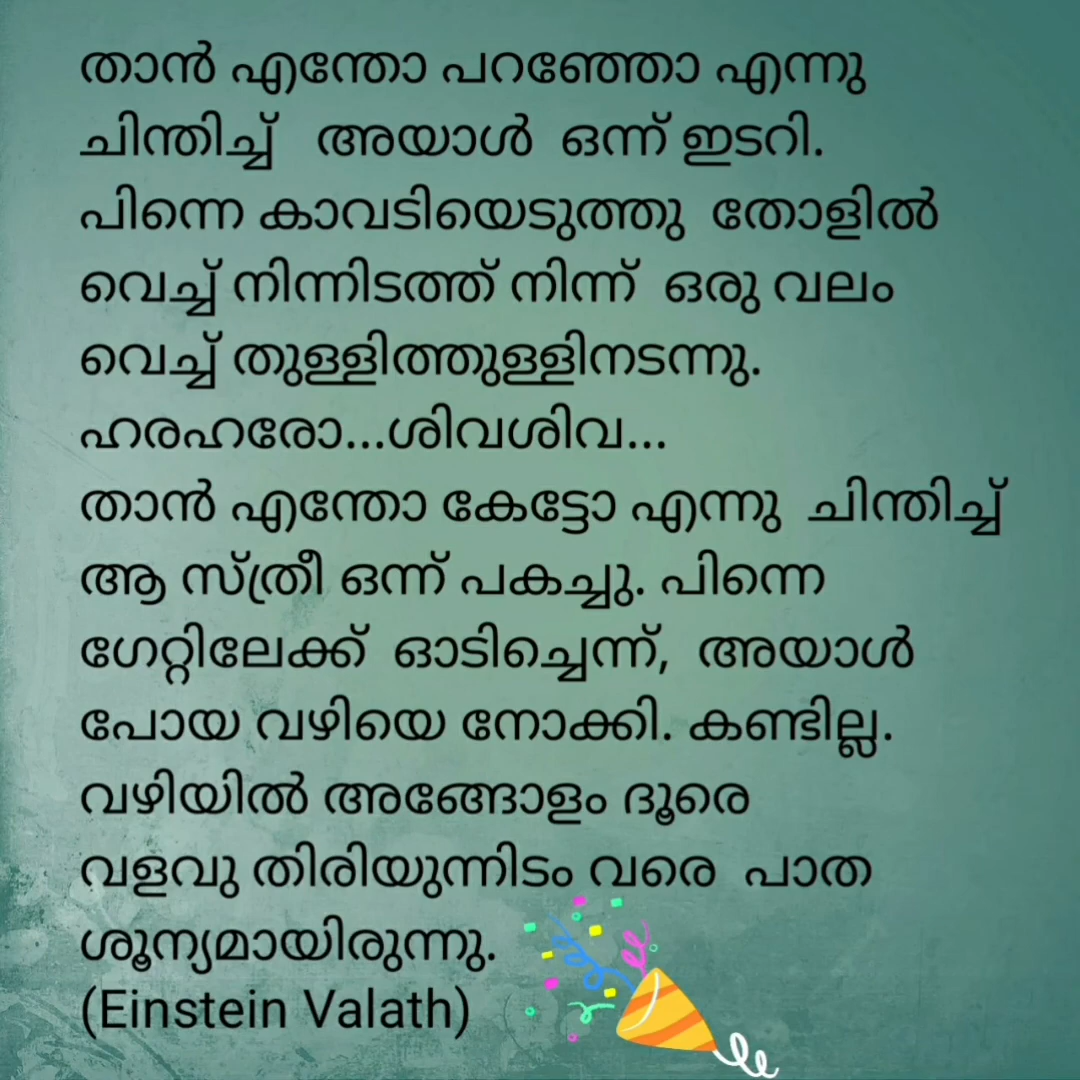 താൻ എന്തോ പറഞ്ഞോ എന്നു
ചിന്തിച്ച് അയാൾ ഒന്ന് ഇടറി.
പിന്നെ കാവടിയെടുത്തു തോളിൽ
വെച്ച് നിന്നിടത്ത് നിന്ന് ഒരു വലം
വെച്ച് തുള്ളിത്തുള്ളിനടന്നു.
ഹരഹരോ...ശിവശിവ...
താൻ എന്തോ കേട്ടോ എന്നു ചിന്തിച്ച്
ആ സ്ത്രീ ഒന്ന് പകച്ചു. പിന്നെ
ഗേറ്റിലേക്ക് ഓടിച്ചെന്ന്, അയാൾ
പോയ വഴിയെ നോക്കി. കണ്ടില്ല.
വഴിയിൽ അങ്ങോളം ദൂരെ
വളവു തിരിയുന്നിടം വരെ പാത
ശൂന്യമായിരുന്നു.
(Einstein Valath)